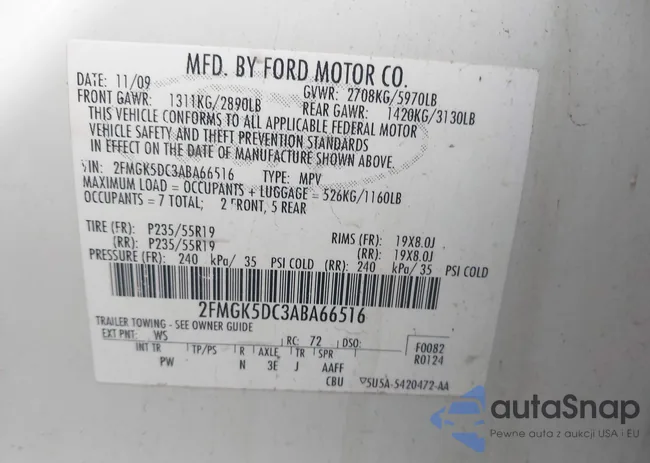 MFD. BY FORD MOTOR CO.
DATE: 11/09 GVWR: 2708KG/5970LB
FRONT GAWR: 1311KG/2890LB REAR GAWR: 1420KG/3130LB
THIS VEHICLE CONFORMS TO ALL APPLICABLE FEDERAL MOTOR
VEHICLE SAFETY AND THEFT PREVENTION STANDARDS
IN EFFECT ON THE DATE OF MANUFACTURE SHOWN ABOVE.
VIN: 2FMGK5DC3ABA66516 TYPE: MPV
MAXIMUM LOAD = OCCUPANTS + LUGGAGE = 526KG/1160LB
OCCUPANTS = 7 TOTAL; 2 FRONT, 5 REAR
TIRE (FR): P235/55R19 RIMS (FR): 19X8.0J
(RR): P235/55R19 (RR): 19X8.0J
PRESSURE (FR): 240 kPa/ 35 PSI COLD (RR): 240 kPa/ 35 PSI COLD
2FMGK5DC3ABA66516
TRAILER TOWING - SEE OWNER GUIDE
EXT PNT: WS RC: 72 DSO: F0082
INT TR TP/PS R AXLE TR SPR R0124
PW N 3E J AAFF
CBU 5U5A-5420472-AA
autoSnap
Pewne auta z aukcji USA i EU